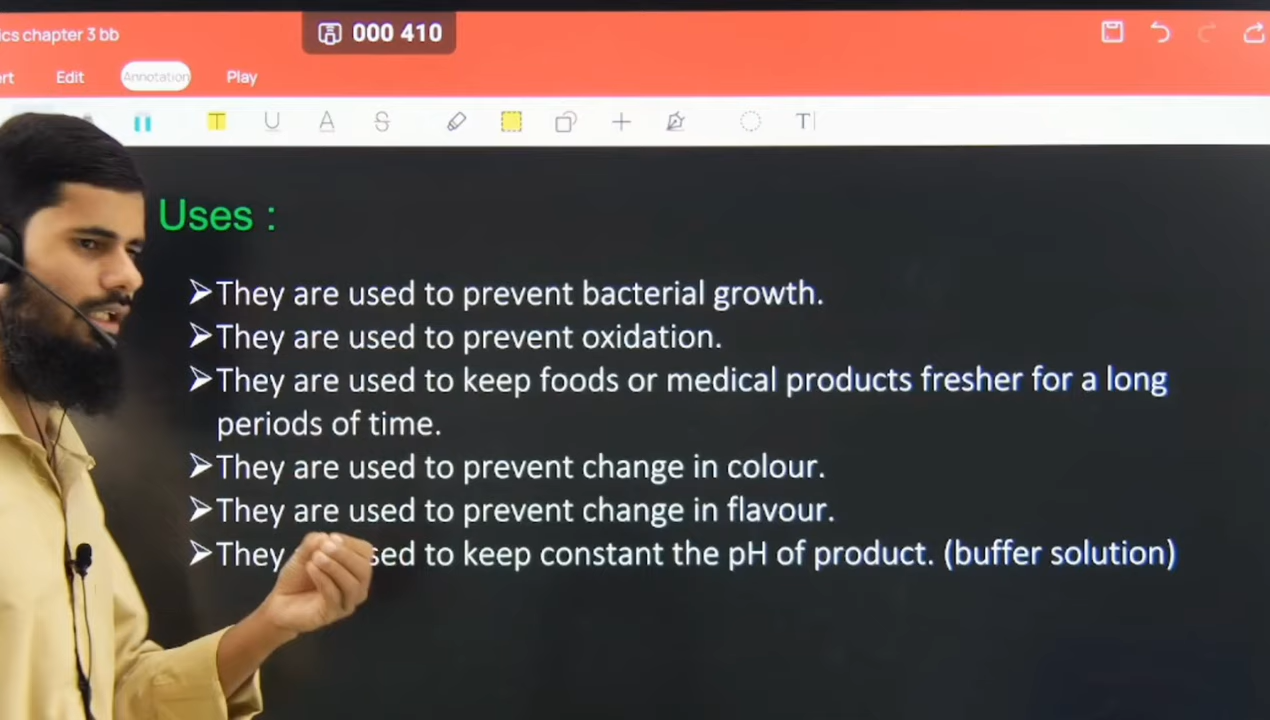 ics chapter 3 bb
000 410
rt Edit Annotation Play
T U A S T
Uses :
➤They are used to prevent bacterial growth.
➤They are used to prevent oxidation.
➤They are used to keep foods or medical products fresher for a long
periods of time.
➤They are used to prevent change in colour.
➤They are used to prevent change in flavour.
➤They sed to keep constant the pH of product. (buffer solution)